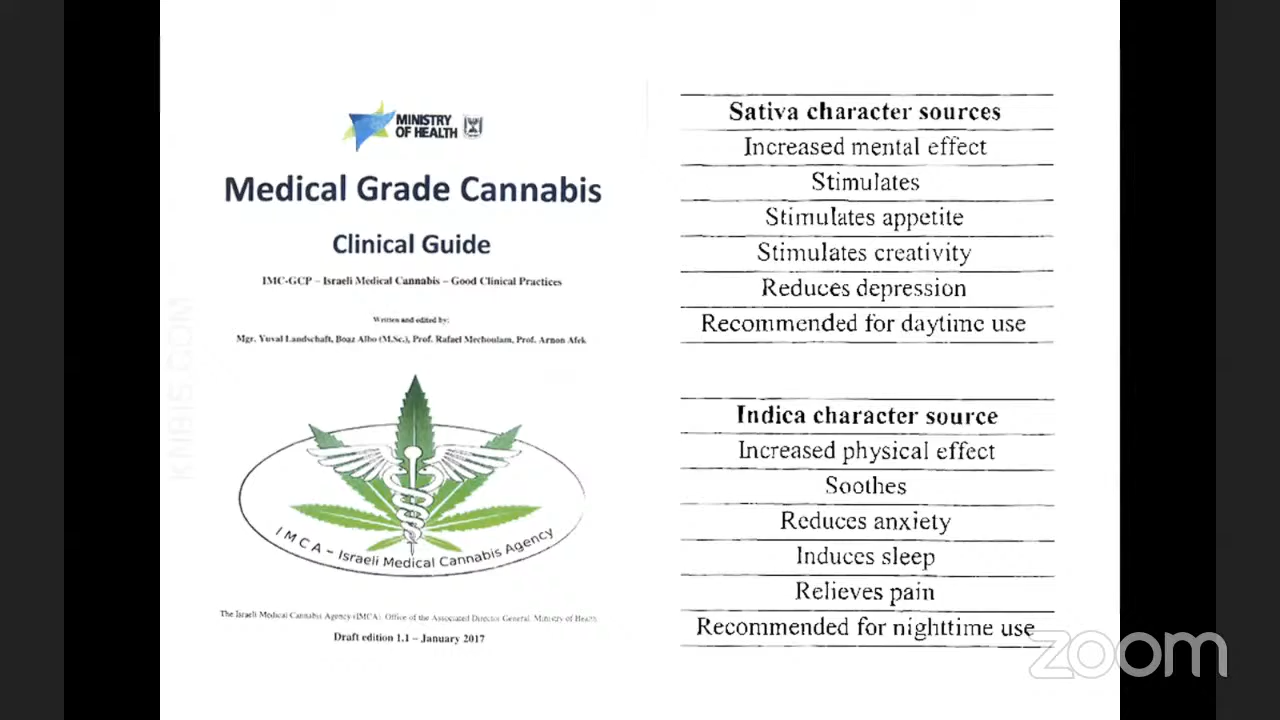 MINISTRY
OF HEALTH
Medical Grade Cannabis
Clinical Guide
IMC-GCP – Israeli Medical Cannabis – Good Clinical Practices
Written and edited by:
Mgr. Yuval Landschaft, Boaz Albo (M.Sc.), Prof. Rafael Mechoulam, Prof. Arnon Afek
IMCA – Israeli Medical Cannabis Agency
The Israeli Medical Cannabis Agency (IMCA) Office of the Associated Director General, Ministry of Health
Draft edition 1.1 – January 2017
KNBIS.COM
Sativa character sources
Increased mental effect
Stimulates
Stimulates appetite
Stimulates creativity
Reduces depression
Recommended for daytime use
Indica character source
Increased physical effect
Soothes
Reduces anxiety
Induces sleep
Relieves pain
Recommended for nighttime use
zoom